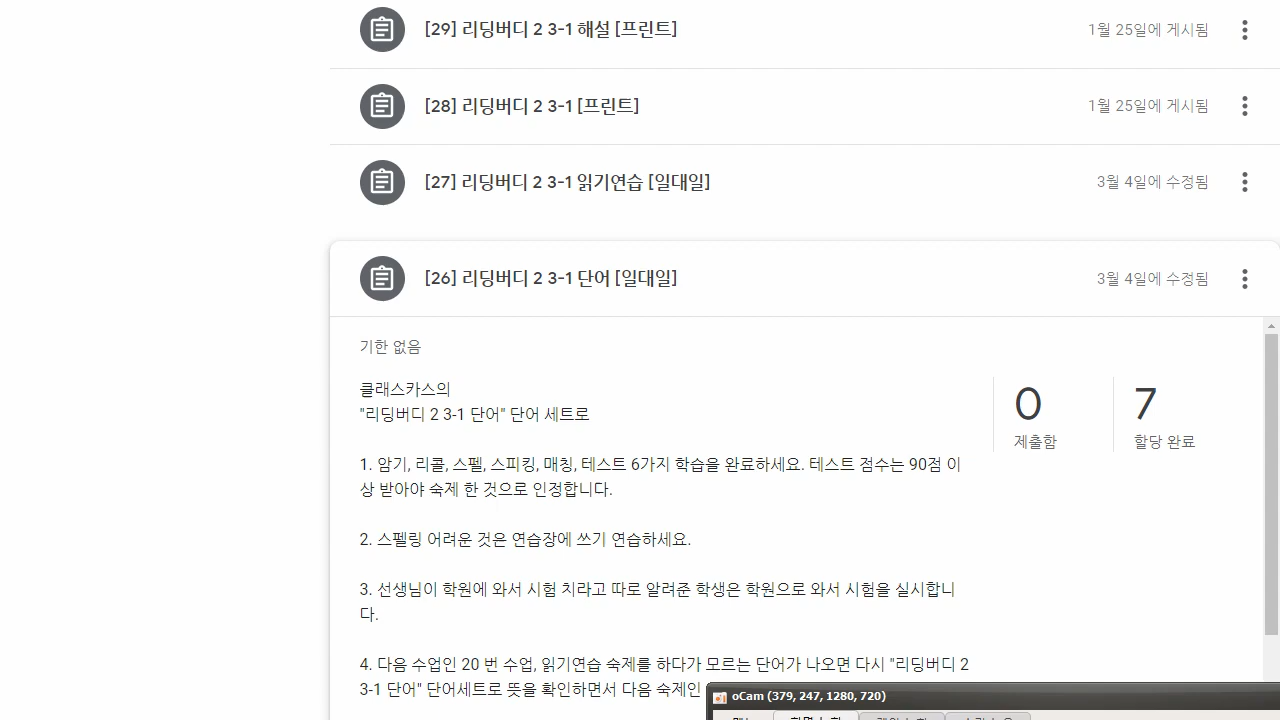 [29] 리딩버디 2 3-1 해설 [프린트]
1월 25일에 게시됨
[28] 리딩버디 2 3-1 [프린트]
1월 25일에 게시됨
[27] 리딩버디 2 3-1 읽기연습 [일대일]
3월 4일에 수정됨
[26] 리딩버디 2 3-1 단어 [일대일]
3월 4일에 수정됨
기한 없음
클래스카스의
"리딩버디 2 3-1 단어" 단어 세트로
0
제출함
7
할당 완료
1. 암기, 리콜, 스펠, 스피킹, 매칭, 테스트 6가지 학습을 완료하세요. 테스트 점수는 90점 이
상 받아야 숙제 한 것으로 인정합니다.
2. 스펠링 어려운 것은 연습장에 쓰기 연습하세요.
3. 선생님이 학원에 와서 시험 치라고 따로 알려준 학생은 학원으로 와서 시험을 실시합니
다.
4. 다음 수업인 20 번 수업, 읽기연습 숙제를 하다가 모르는 단어가 나오면 다시 "리딩버디 2
3-1 단어" 단어세트로 뜻을 확인하면서 다음 숙제인
oCam (379, 247, 1280, 720)